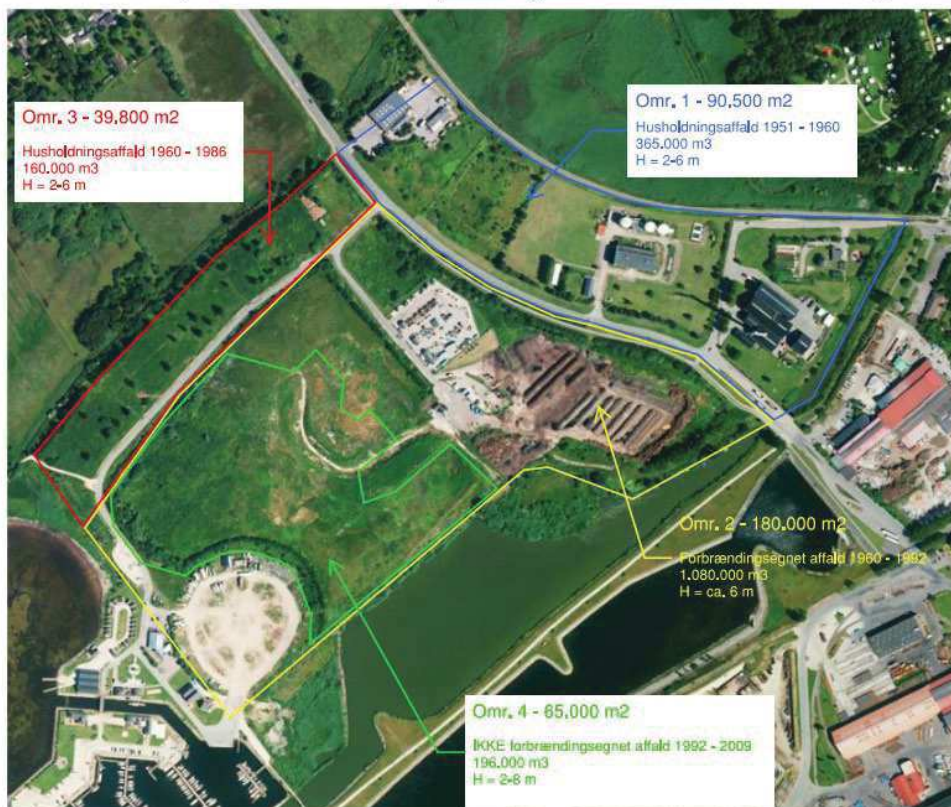 Omr. 3 - 39.800 m2
Husholdningsaffald 1960 - 1986
160.000 m3
H = 2-6 m
Omr. 1 - 90.500 m2
Husholdningsaffald 1951 - 1960
365.000 m3
H = 2-6 m
Omr. 2 - 180.000 m2
Forbrændingsegnet affald 1960 - 1992
1.080.000 m3
H = ca. 6 m
Omr. 4 - 65.000 m2
IKKE forbrændingsegnet affald 1992 - 2009
196.000 m3
H = 2-8 m